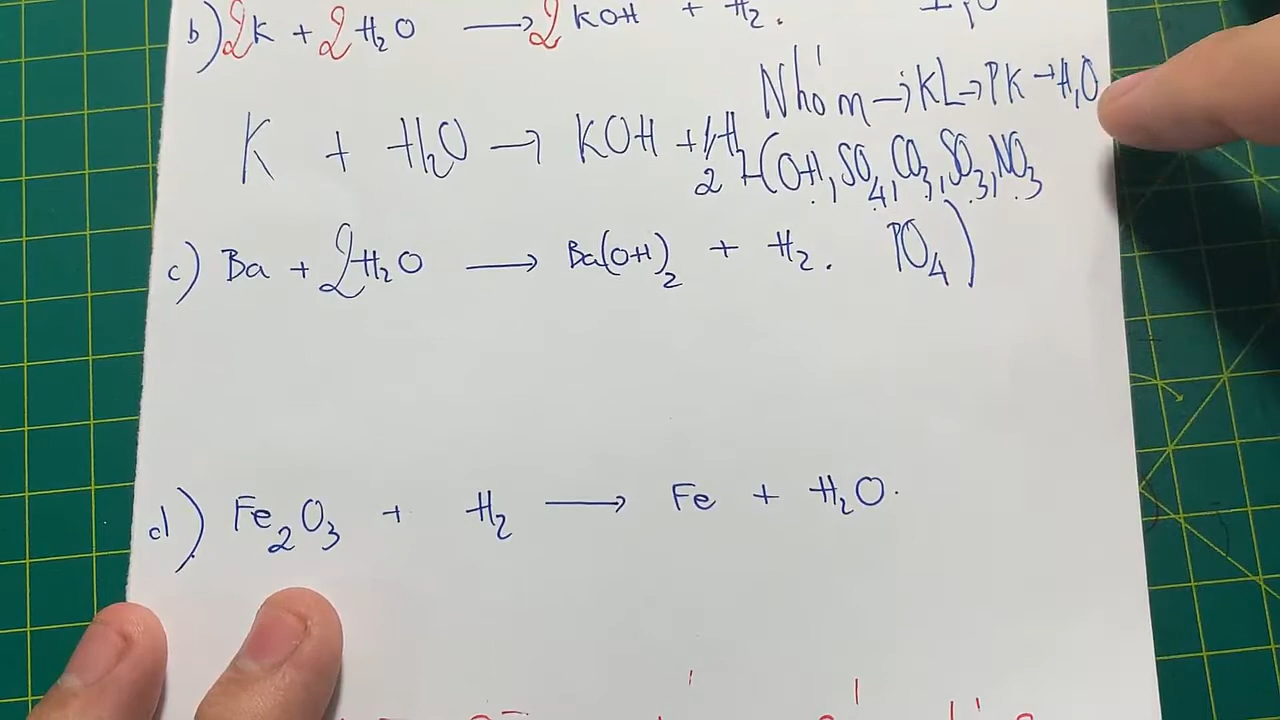 b) 2K + 2H₂O → 2KOH + H₂.
Nhóm → KL → PK → H,O
K + H₂O → KOH + 1/2 H₂
(OH, SO₄, CO₃, SO₃, NO₃
PO₄)
c) Ba + 2H₂O → Ba(OH)₂ + H₂.
d) Fe₂O₃ + H₂ → Fe + H₂O.